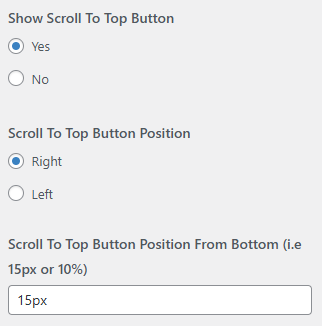 Show Scroll To Top Button
Yes
No
Scroll To Top Button Position
Right
Left
Scroll To Top Button Position From Bottom (i.e
15px or 10%)
15px